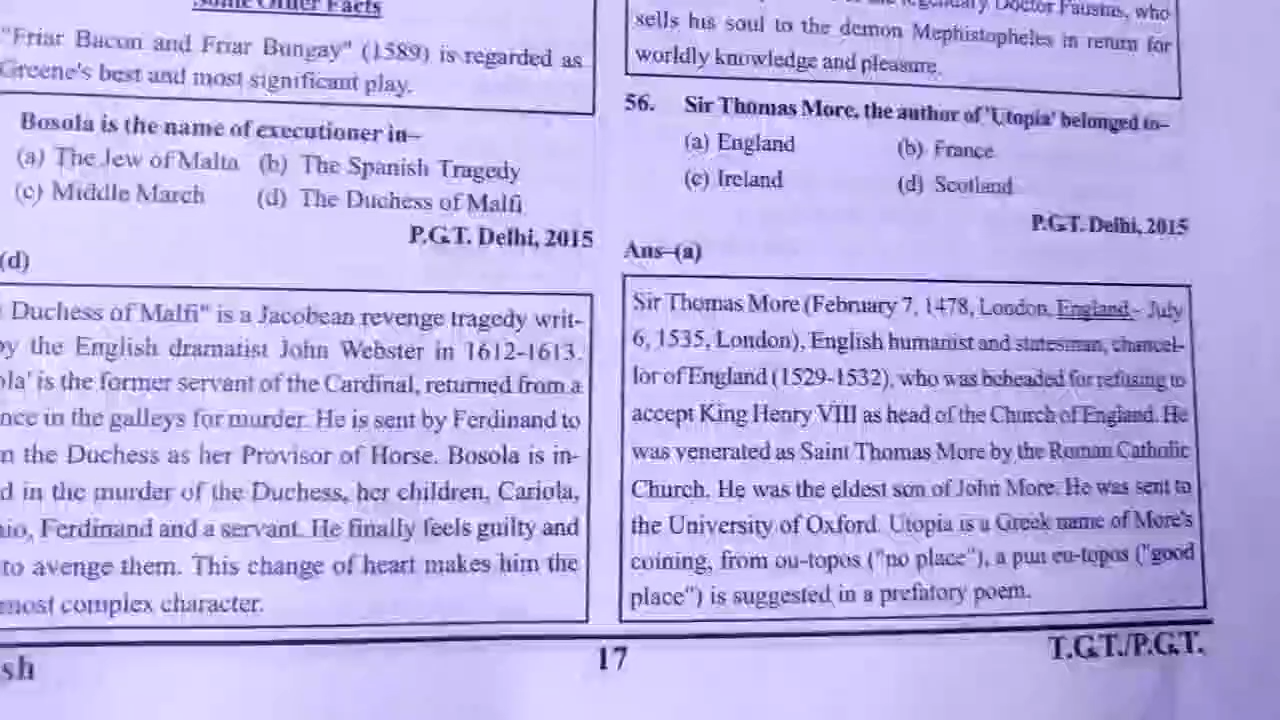 Some Other Facts
"Friar Bacon and Friar Bungay" (1589) is regarded as
Greene's best and most significant play.
Bosola is the name of executioner in–
(a) The Jew of Malta (b) The Spanish Tragedy
(c) Middle March (d) The Duchess of Malfi
P.G.T. Delhi, 2015
(d)
Duchess of Malfi" is a Jacobean revenge tragedy writ-
by the English dramatist John Webster in 1612-1613.
is the former servant of the Cardinal, returned from a
in the galleys for murder. He is sent by Ferdinand to
the Duchess as her Provisor of Horse. Bosola is in-
in the murder of the Duchess, her children, Cariola,
Ferdinand and a servant. He finally feels guilty and
to avenge them. This change of heart makes him the
most complex character.
legendary Doctor Faustus, who
sells his soul to the demon Mephistopheles in return for
worldly knowledge and pleasure.
56. Sir Thomas More, the author of 'Utopia' belonged to–
(a) England (b) France
(c) Ireland (d) Scotland
P.G.T. Delhi, 2015
Ans–(a)
Sir Thomas More (February 7, 1478, London, England - July
6, 1535, London), English humanist and statesman, chancel-
lor of England (1529-1532), who was beheaded for refusing to
accept King Henry VIII as head of the Church of England. He
was venerated as Saint Thomas More by the Roman Catholic
Church. He was the eldest son of John More. He was sent to
the University of Oxford. Utopia is a Greek name of More's
coining, from ou-topos ("no place"), a pun eu-topos ("good
place") is suggested in a prefatory poem.
sh
17
T.G.T./P.G.T.